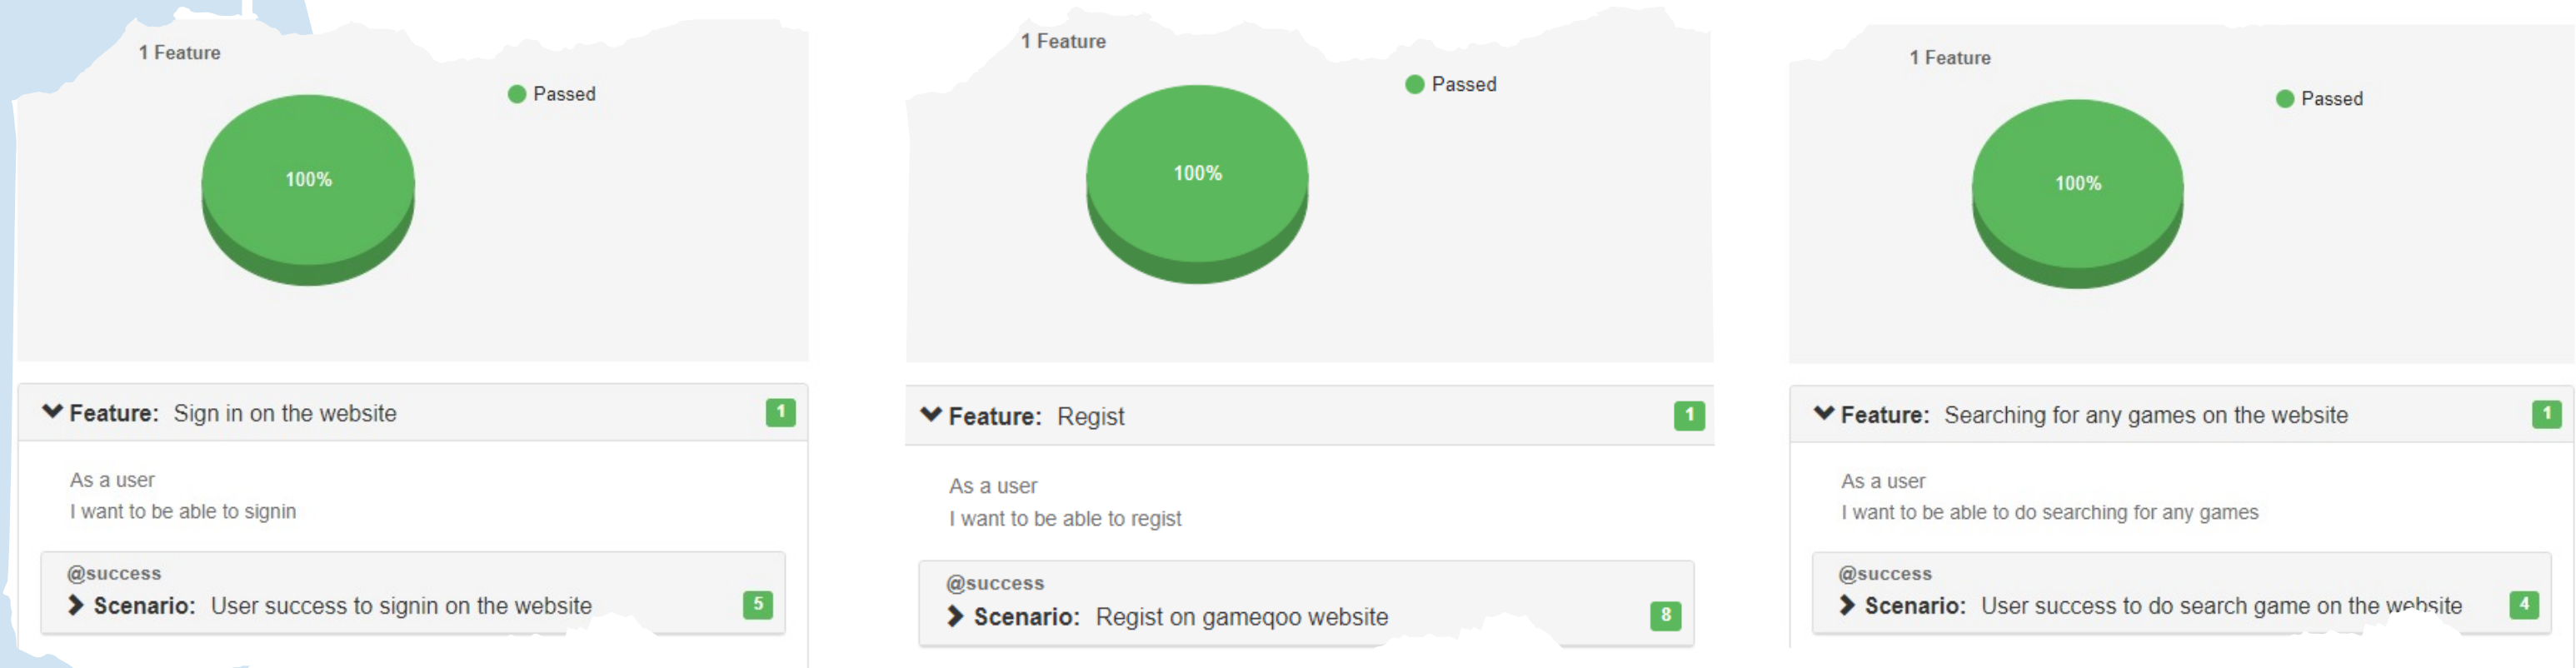 1 Feature
Passed
100%
Feature: Sign in on the website 1
As a user
I want to be able to signin
@success
Scenario: User success to signin on the website 5
1 Feature
Passed
100%
Feature: Regist 1
As a user
I want to be able to regist
@success
Scenario: Regist on gameqoo website 8
1 Feature
Passed
100%
Feature: Searching for any games on the website 1
As a user
I want to be able to do searching for any games
@success
Scenario: User success to do search game on the website 4